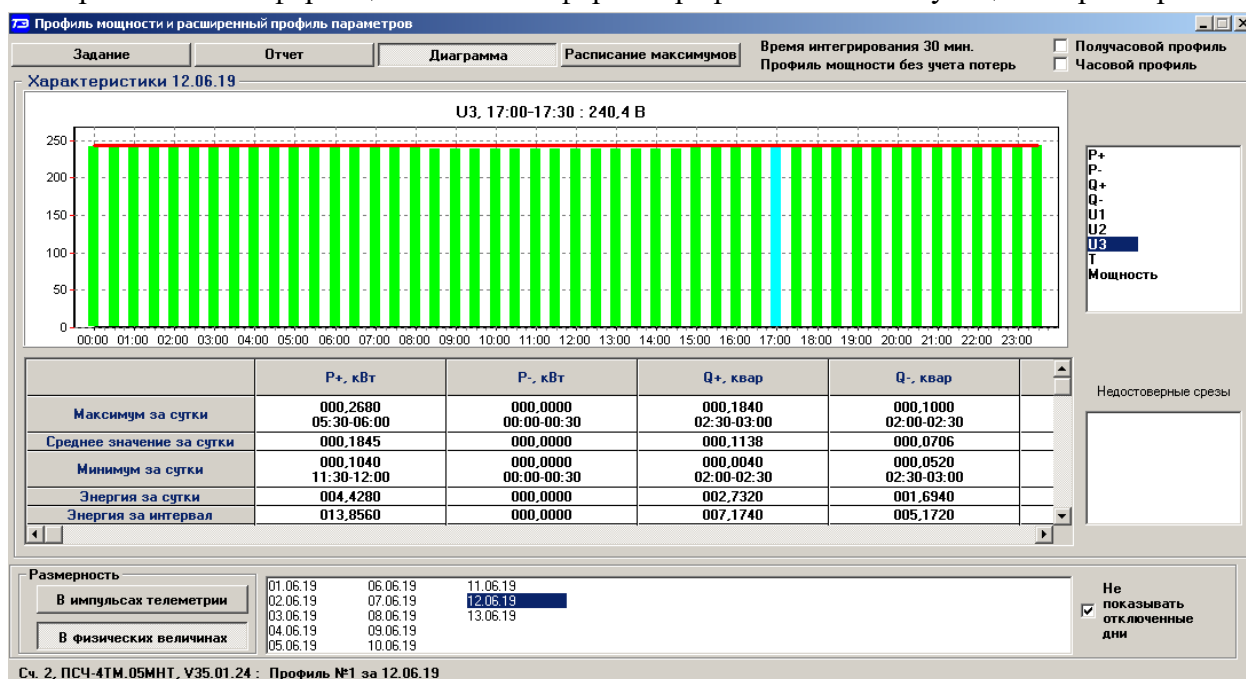 ТЭ Профиль мощности и расширенный профиль параметров
Задание Отчет Диаграмма Расписание максимумов Время интегрирования 30 мин. Получасовой профиль
Профиль мощности без учета потерь Часовой профиль
Характеристики 12.06.19
U3, 17:00-17:30 : 240,4 В
250
200
150
100
50
0
00:00 01:00 02:00 03:00 04:00 05:00 06:00 07:00 08:00 09:00 10:00 11:00 12:00 13:00 14:00 15:00 16:00 17:00 18:00 19:00 20:00 21:00 22:00 23:00
P+
P-
Q+
Q-
U1
U2
U3
T
Мощность
P+, кВт P-, кВт Q+, квар Q-, квар
Максимум за сутки 000,2680 000,0000 000,1840 000,1000
05:30-06:00 00:00-00:30 02:30-03:00 02:00-02:30
Среднее значение за сутки 000,1845 000,0000 000,1138 000,0706
Минимум за сутки 000,1040 000,0000 000,0040 000,0520
11:30-12:00 00:00-00:30 02:00-02:30 02:30-03:00
Энергия за сутки 004,4280 000,0000 002,7320 001,6940
Энергия за интервал 013,8560 000,0000 007,1740 005,1720
Недостоверные срезы
Размерность
В импульсах телеметрии
В физических величинах
01.06.19 06.06.19 11.06.19
02.06.19 07.06.19 12.06.19
03.06.19 08.06.19 13.06.19
04.06.19 09.06.19
05.06.19 10.06.19
Не
показывать
отключенные
дни
Сч. 2, ПСЧ-4ТМ.05МНТ, V35.01.24 : Профиль №1 за 12.06.19